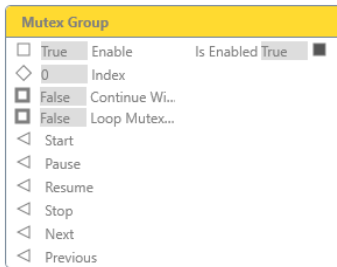 Mutex Group
True Enable Is Enabled True
0 Index
False Continue Wi...
False Loop Mutex...
Start
Pause
Resume
Stop
Next
Previous